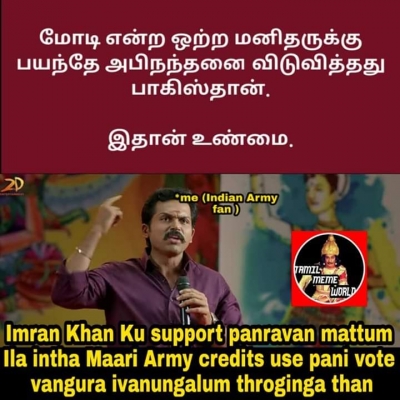 மோடி என்ற ஒற்ற மனிதருக்கு
பயந்தே அபிநந்தனை விடுவித்தது
பாகிஸ்தான்.
இதான் உண்மை.
2D
*me (Indian Army
fan )
TAMIL
MEME
WORLD
Imran Khan Ku support panravan mattum
Ila intha Maari Army credits use pani vote
vangura ivanungalum throginga than